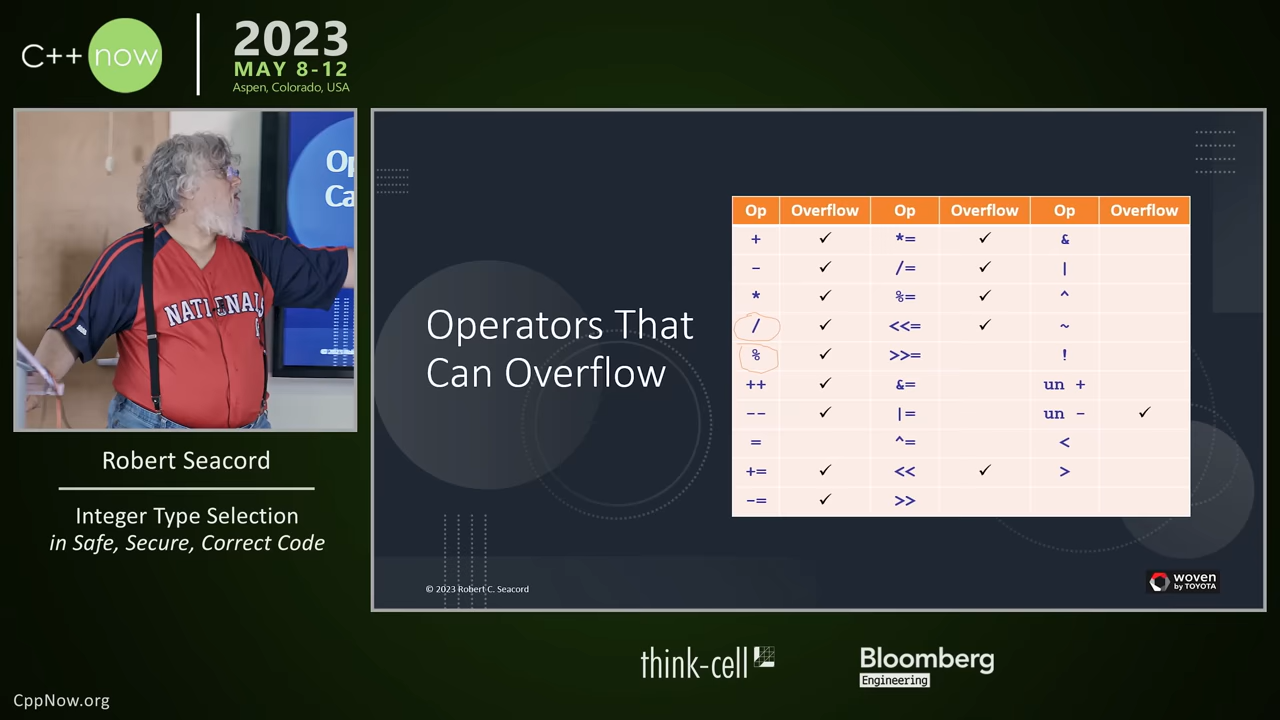 C++ now
2023
MAY 8-12
Aspen, Colorado, USA
NATIONALS
Robert Seacord
Integer Type Selection
in Safe, Secure, Correct Code
Operators That
Can Overflow
Op Overflow Op Overflow Op Overflow
+ ✓ *= ✓ &
- ✓ /= ✓ |
* ✓ %= ✓ ^
/ ✓ <<= ✓ ~
% ✓ >>= !
++ ✓ &= un +
-- ✓ |= un - ✓
= ^= <
+= ✓ << ✓ >
-= ✓ >>
© 2023 Robert C. Seacord
woven
by TOYOTA
think-cell
Bloomberg
Engineering
CppNow.org